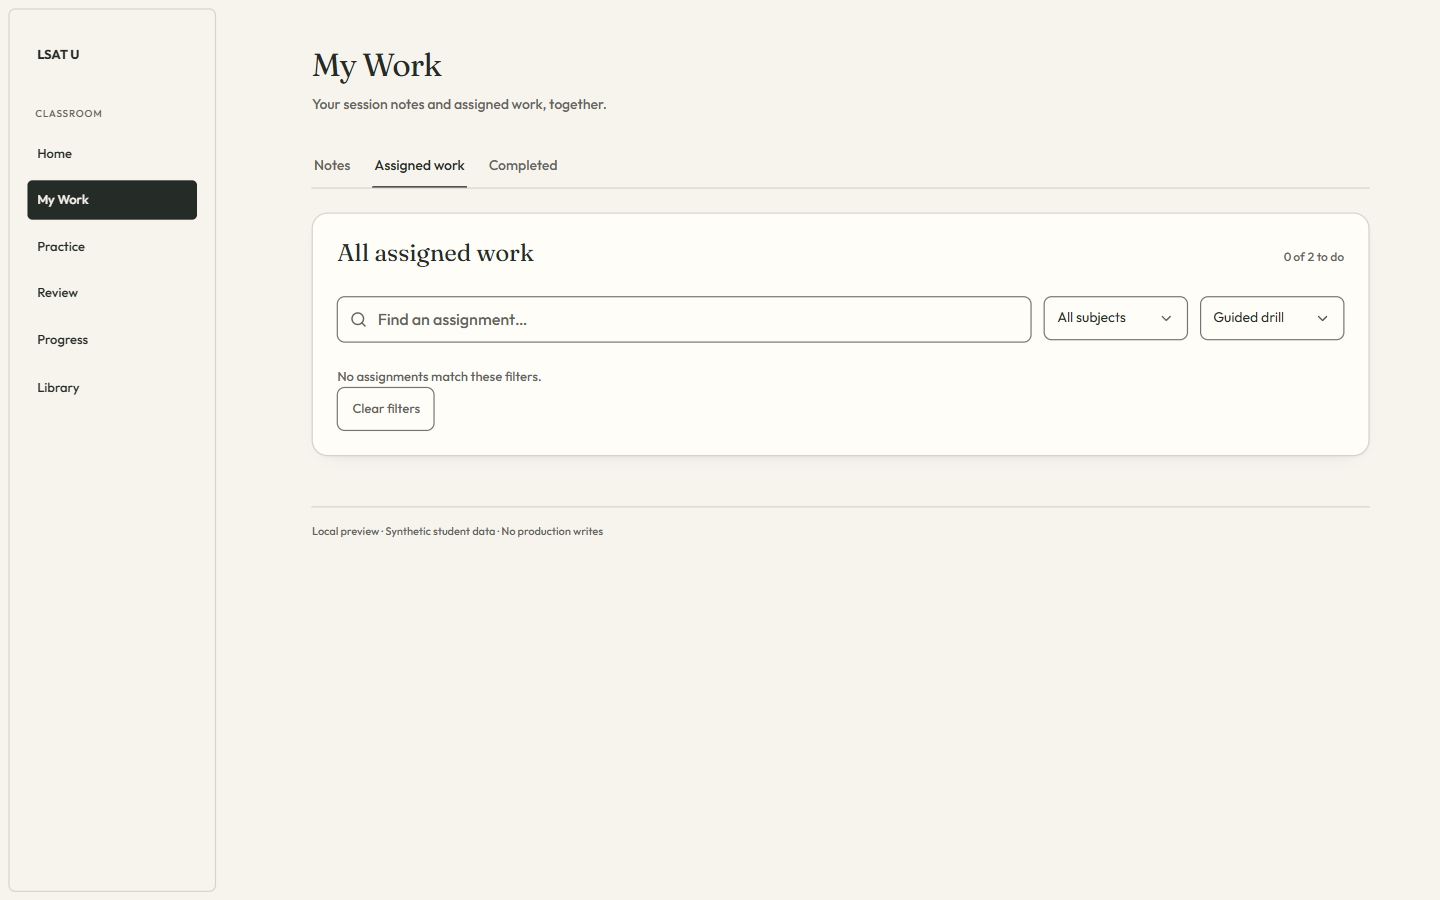 LSAT U
CLASSROOM
Home
My Work
Practice
Review
Progress
Library
My Work
Your session notes and assigned work, together.
Notes Assigned work Completed
All assigned work
0 of 2 to do
Find an assignment...
All subjects
Guided drill
No assignments match these filters.
Clear filters
Local preview · Synthetic student data · No production writes